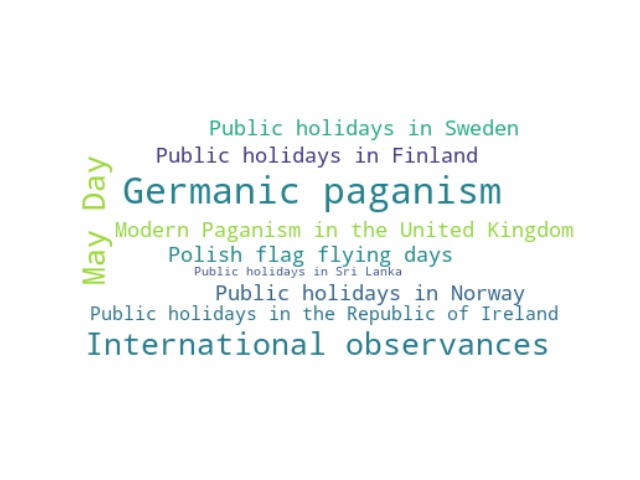 Public holidays in Sweden
Public holidays in Finland
May Day
Germanic paganism
Modern Paganism in the United Kingdom
Polish flag flying days
Public holidays in Sri Lanka
Public holidays in Norway
Public holidays in the Republic of Ireland
International observances